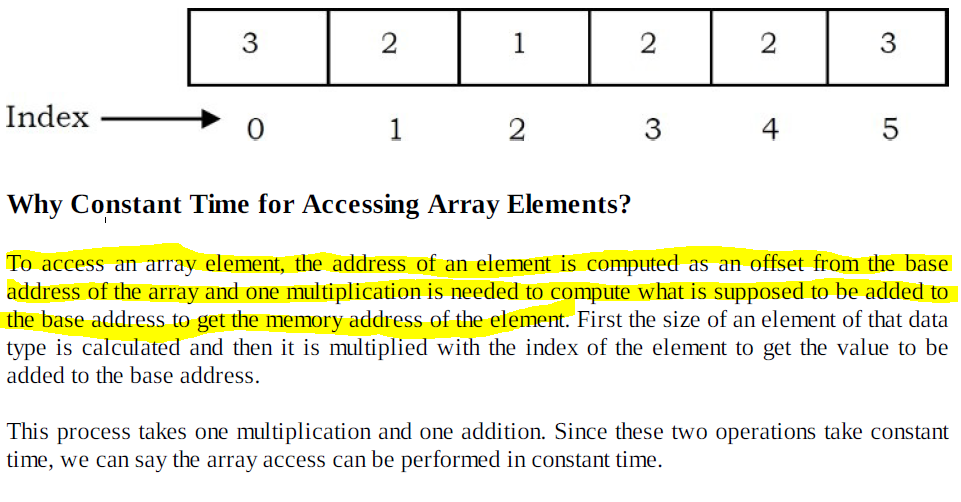 3 2 1 2 2 3
Index 0 1 2 3 4 5
Why Constant Time for Accessing Array Elements?
To access an array element, the address of an element is computed as an offset from the base
address of the array and one multiplication is needed to compute what is supposed to be added to
the base address to get the memory address of the element. First the size of an element of that data
type is calculated and then it is multiplied with the index of the element to get the value to be
added to the base address.
This process takes one multiplication and one addition. Since these two operations take constant
time, we can say the array access can be performed in constant time.